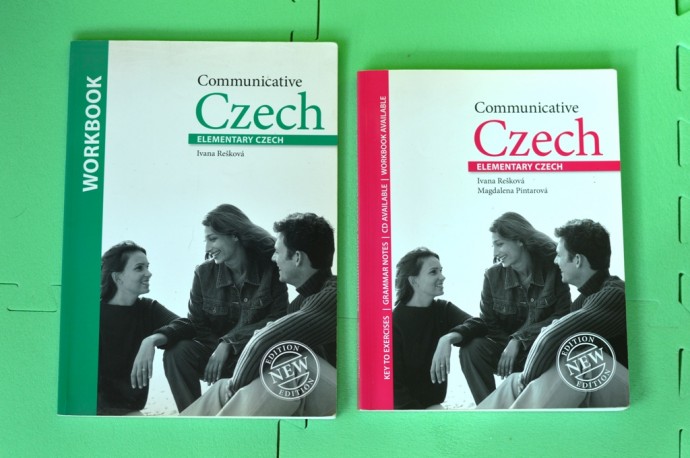 WORKBOOK
Communicative
Czech
ELEMENTARY CZECH
Ivana Rešková
EDITION
NEW
EDITION
KEY TO EXERCISES | GRAMMAR NOTES | CD AVAILABLE | WORKBOOK AVAILABLE
Communicative
Czech
ELEMENTARY CZECH
Ivana Rešková
Magdalena Pintarová
EDITION
NEW
EDITION